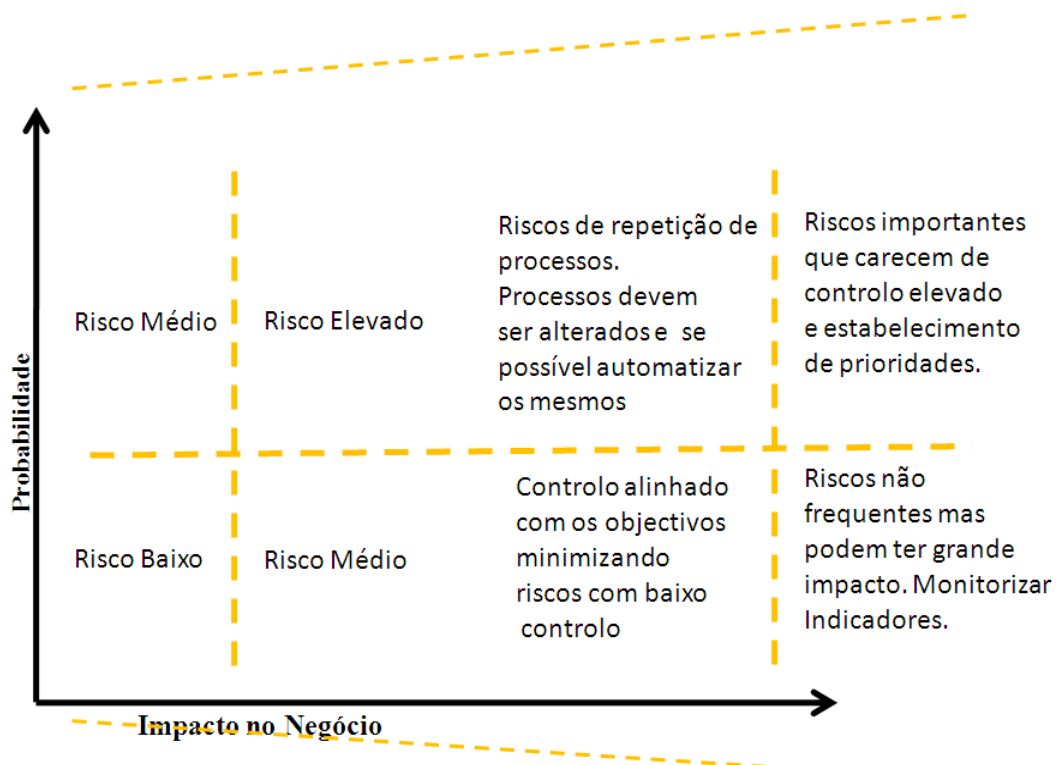 Probabilidade
Risco Médio
Risco Elevado
Riscos de repetição de
processos.
Processos devem
ser alterados e se
possível automatizar
os mesmos
Riscos importantes
que carecem de
controlo elevado
e estabelecimento
de prioridades.
Risco Baixo
Risco Médio
Controlo alinhado
com os objectivos
minimizando
riscos com baixo
controlo
Riscos não
frequentes mas
podem ter grande
impacto. Monitorizar
Indicadores.
Impacto no Negócio